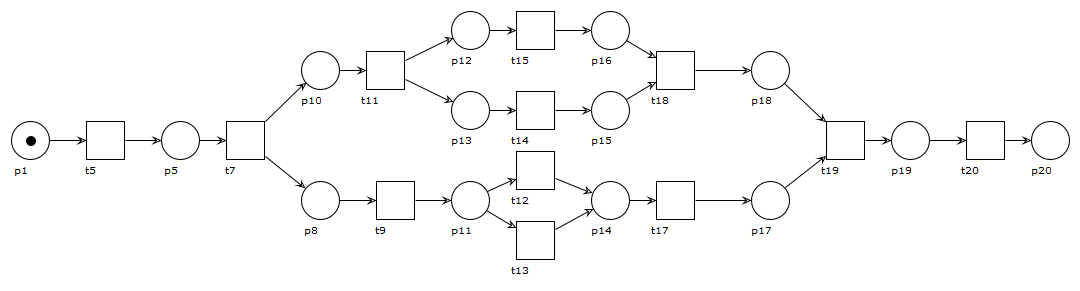 p12 t15 p16
p10 t11 t18 p18
p13 t14 p15
p1 t5 p5 t7 t19 p19 t20 p20
t12
p8 t9 p11 p14 t17 p17
t13